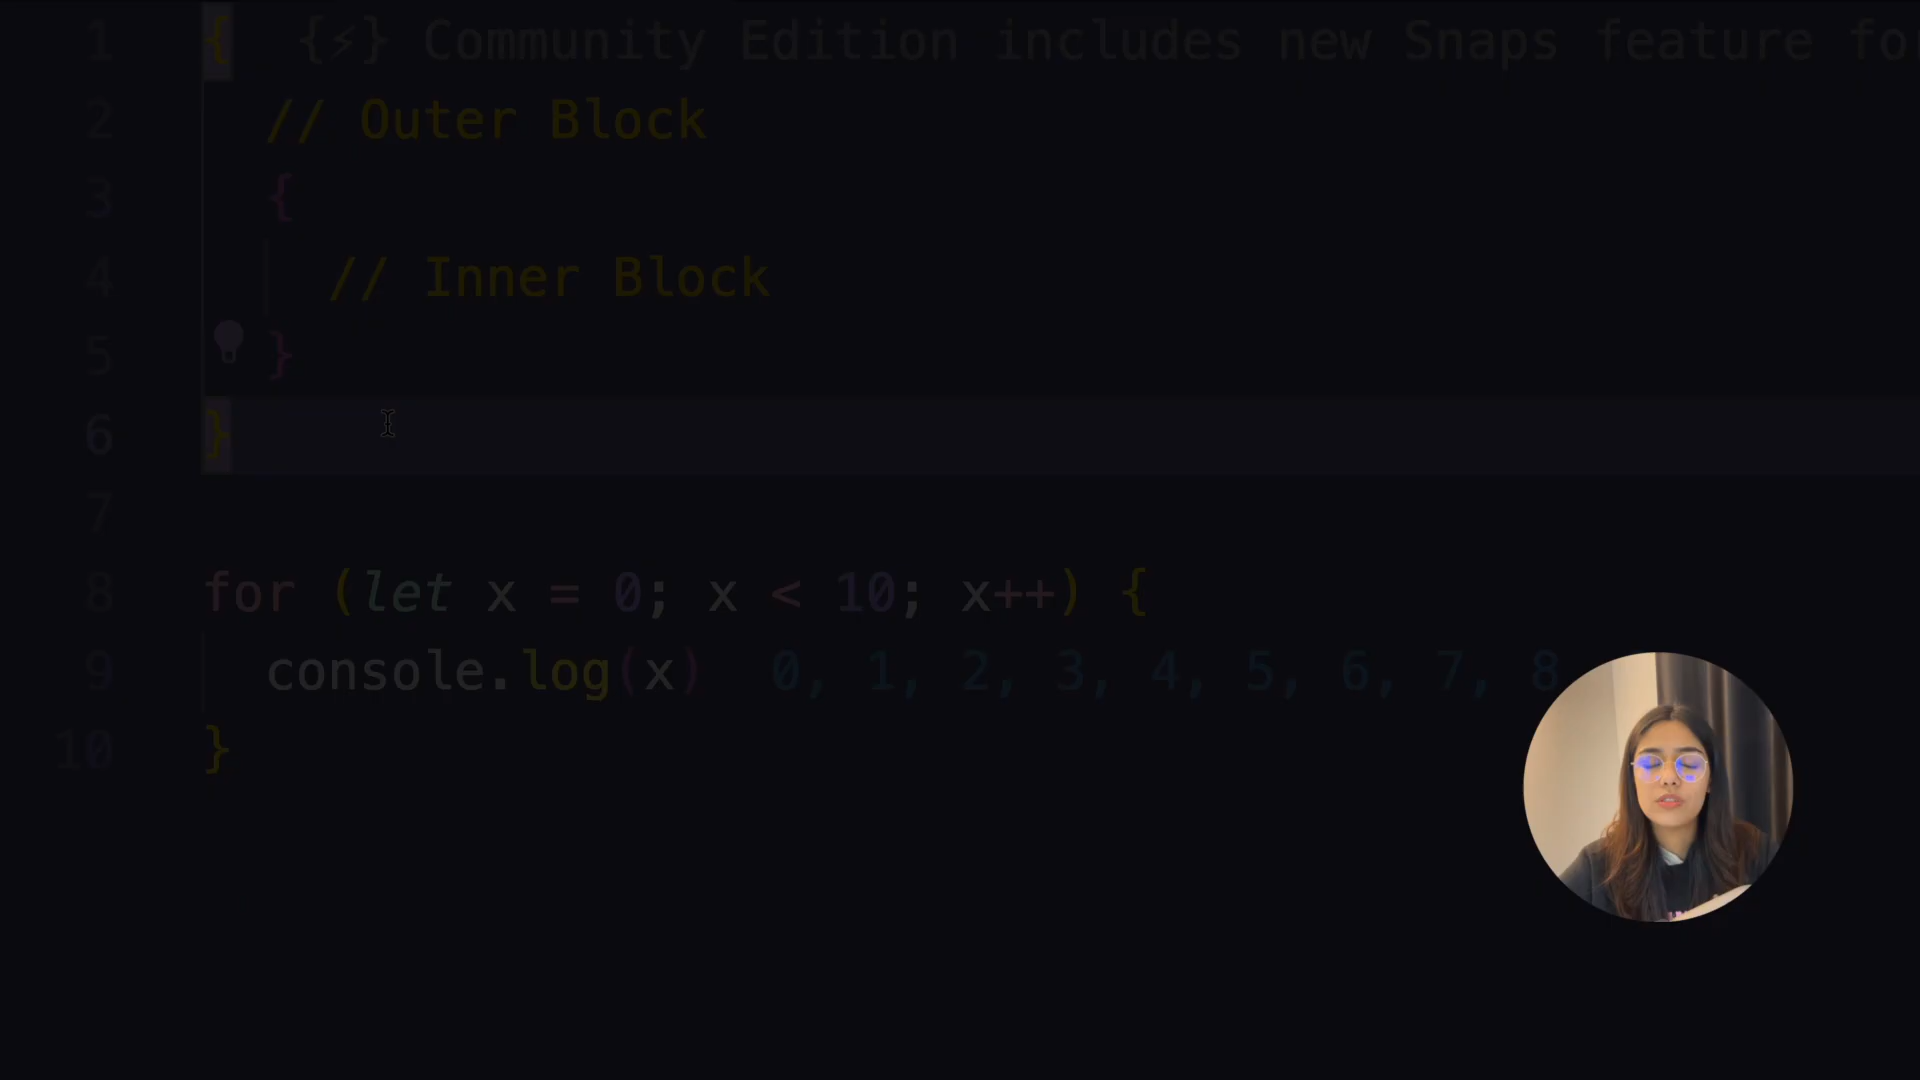 1 { {⚡} Community Edition includes new Snaps feature fo
2 // Outer Block
3 {
4 // Inner Block
5 }
6 }
7
8 for (let x = 0; x < 10; x++) {
9 console.log(x) 0, 1, 2, 3, 4, 5, 6, 7, 8
10 }